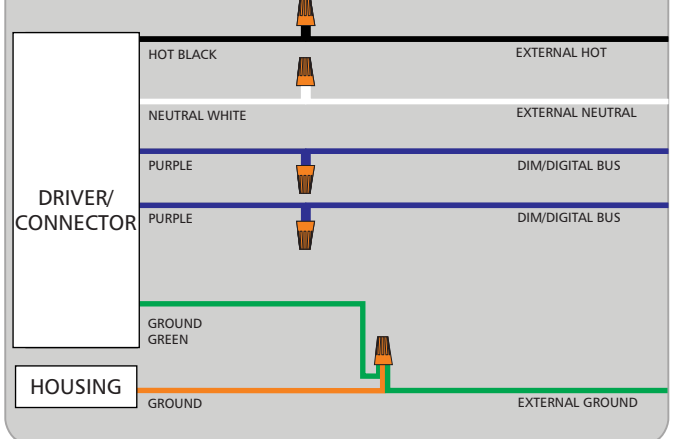 HOT BLACK
EXTERNAL HOT
NEUTRAL WHITE
EXTERNAL NEUTRAL
PURPLE
DIM/DIGITAL BUS
DRIVER/
CONNECTOR
PURPLE
DIM/DIGITAL BUS
GROUND
GREEN
HOUSING
GROUND
EXTERNAL GROUND